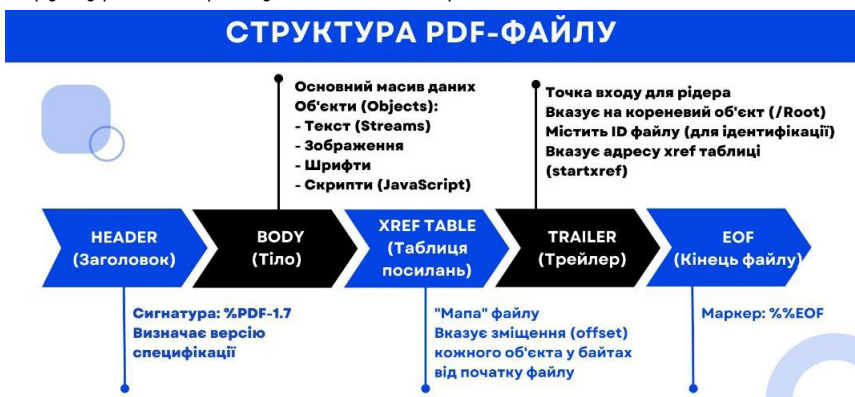 СТРУКТУРА PDF-ФАЙЛУ
Основний масив даних
Об'єкти (Objects):
- Текст (Streams)
- Зображення
- Шрифти
- Скрипти (JavaScript)
Точка входу для рідера
Вказує на кореневий об'єкт (/Root)
Містить ID файлу (для ідентифікації)
Вказує адресу xref таблиці
(startxref)
HEADER
(Заголовок)
BODY
(Тіло)
XREF TABLE
(Таблиця
посилань)
TRAILER
(Трейлер)
EOF
(Кінець файлу)
Сигнатура: %PDF-1.7
Визначає версію
специфікації
"Мапа" файлу
Вказує зміщення (offset)
кожного об'єкта у байтах
від початку файлу
Маркер: %%EOF